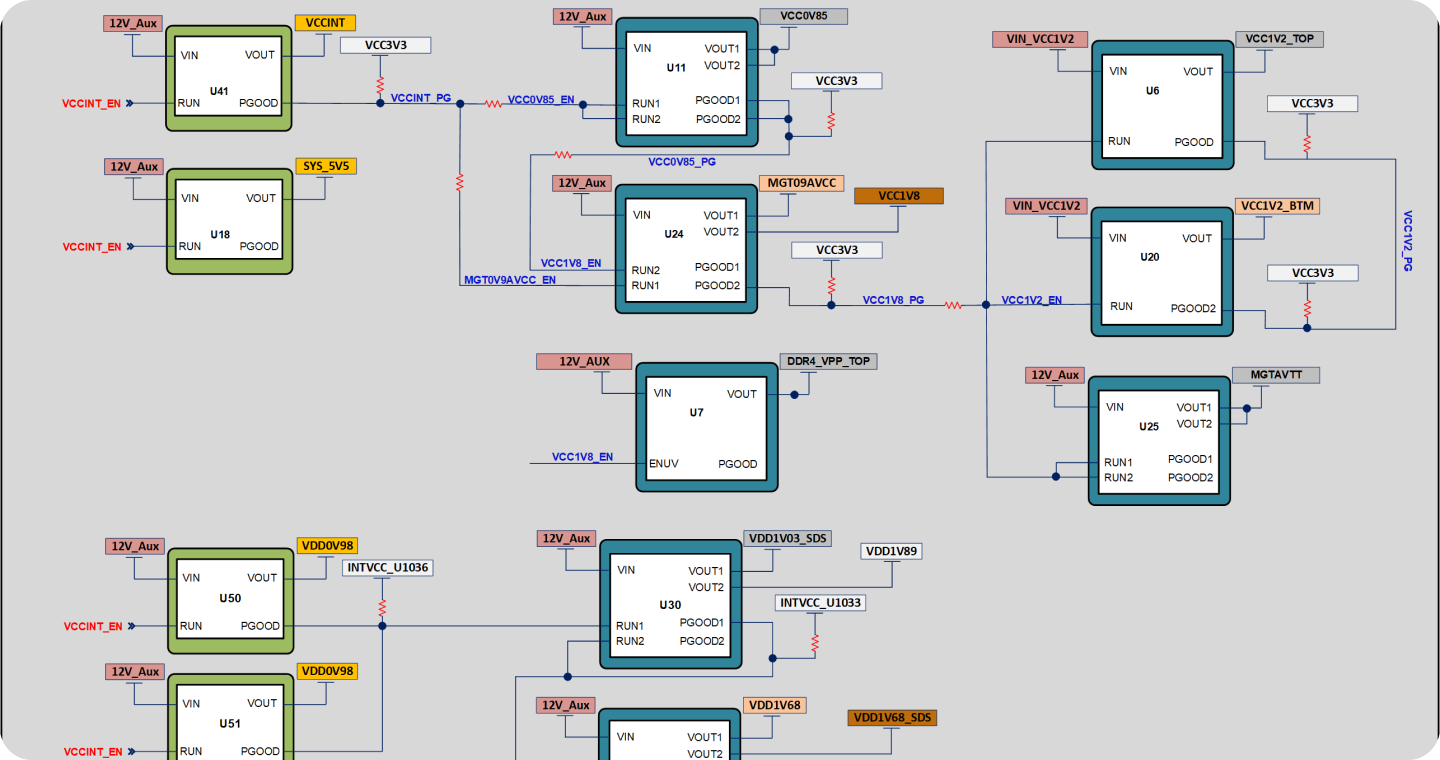 12V_Aux
VCCINT
VIN
VOUT
U41
VCCINT_EN
RUN
PGOOD
VCC3V3
VCCINT_PG
12V_Aux
VCC0V85
VIN
VOUT1
VOUT2
U11
VCC0V85_EN
RUN1
RUN2
PGOOD1
PGOOD2
VCC3V3
VCC0V85_PG
12V_Aux
SYS_5V5
VIN
VOUT
U18
VCCINT_EN
RUN
PGOOD
12V_Aux
MGT09AVCC
VCC1V8
VIN
VOUT1
VOUT2
U24
VCC1V8_EN
RUN2
MGT0V9AVCC_EN
RUN1
PGOOD1
PGOOD2
VCC3V3
VCC1V8_PG
VCC1V2_EN
VIN_VCC1V2
VCC1V2_TOP
VIN
VOUT
U6
RUN
PGOOD
VCC3V3
VIN_VCC1V2
VCC1V2_BTM
VIN
VOUT
U20
RUN
PGOOD2
VCC3V3
VCC1V2_PG
12V_Aux
MGTAVTT
VIN
VOUT1
VOUT2
U25
RUN1
RUN2
PGOOD1
PGOOD2
12V_AUX
DDR4_VPP_TOP
VIN
VOUT
U7
VCC1V8_EN
ENUV
PGOOD
12V_Aux
VDD0V98
VIN
VOUT
U50
VCCINT_EN
RUN
PGOOD
INTVCC_U1036
12V_Aux
VDD1V03_SDS
VDD1V89
VIN
VOUT1
VOUT2
U30
RUN1
RUN2
PGOOD1
PGOOD2
INTVCC_U1033
12V_Aux
VDD0V98
VIN
VOUT
U51
VCCINT_EN
RUN
PGOOD
12V_Aux
VDD1V68
VDD1V68_SDS
VIN
VOUT1
VOUT2